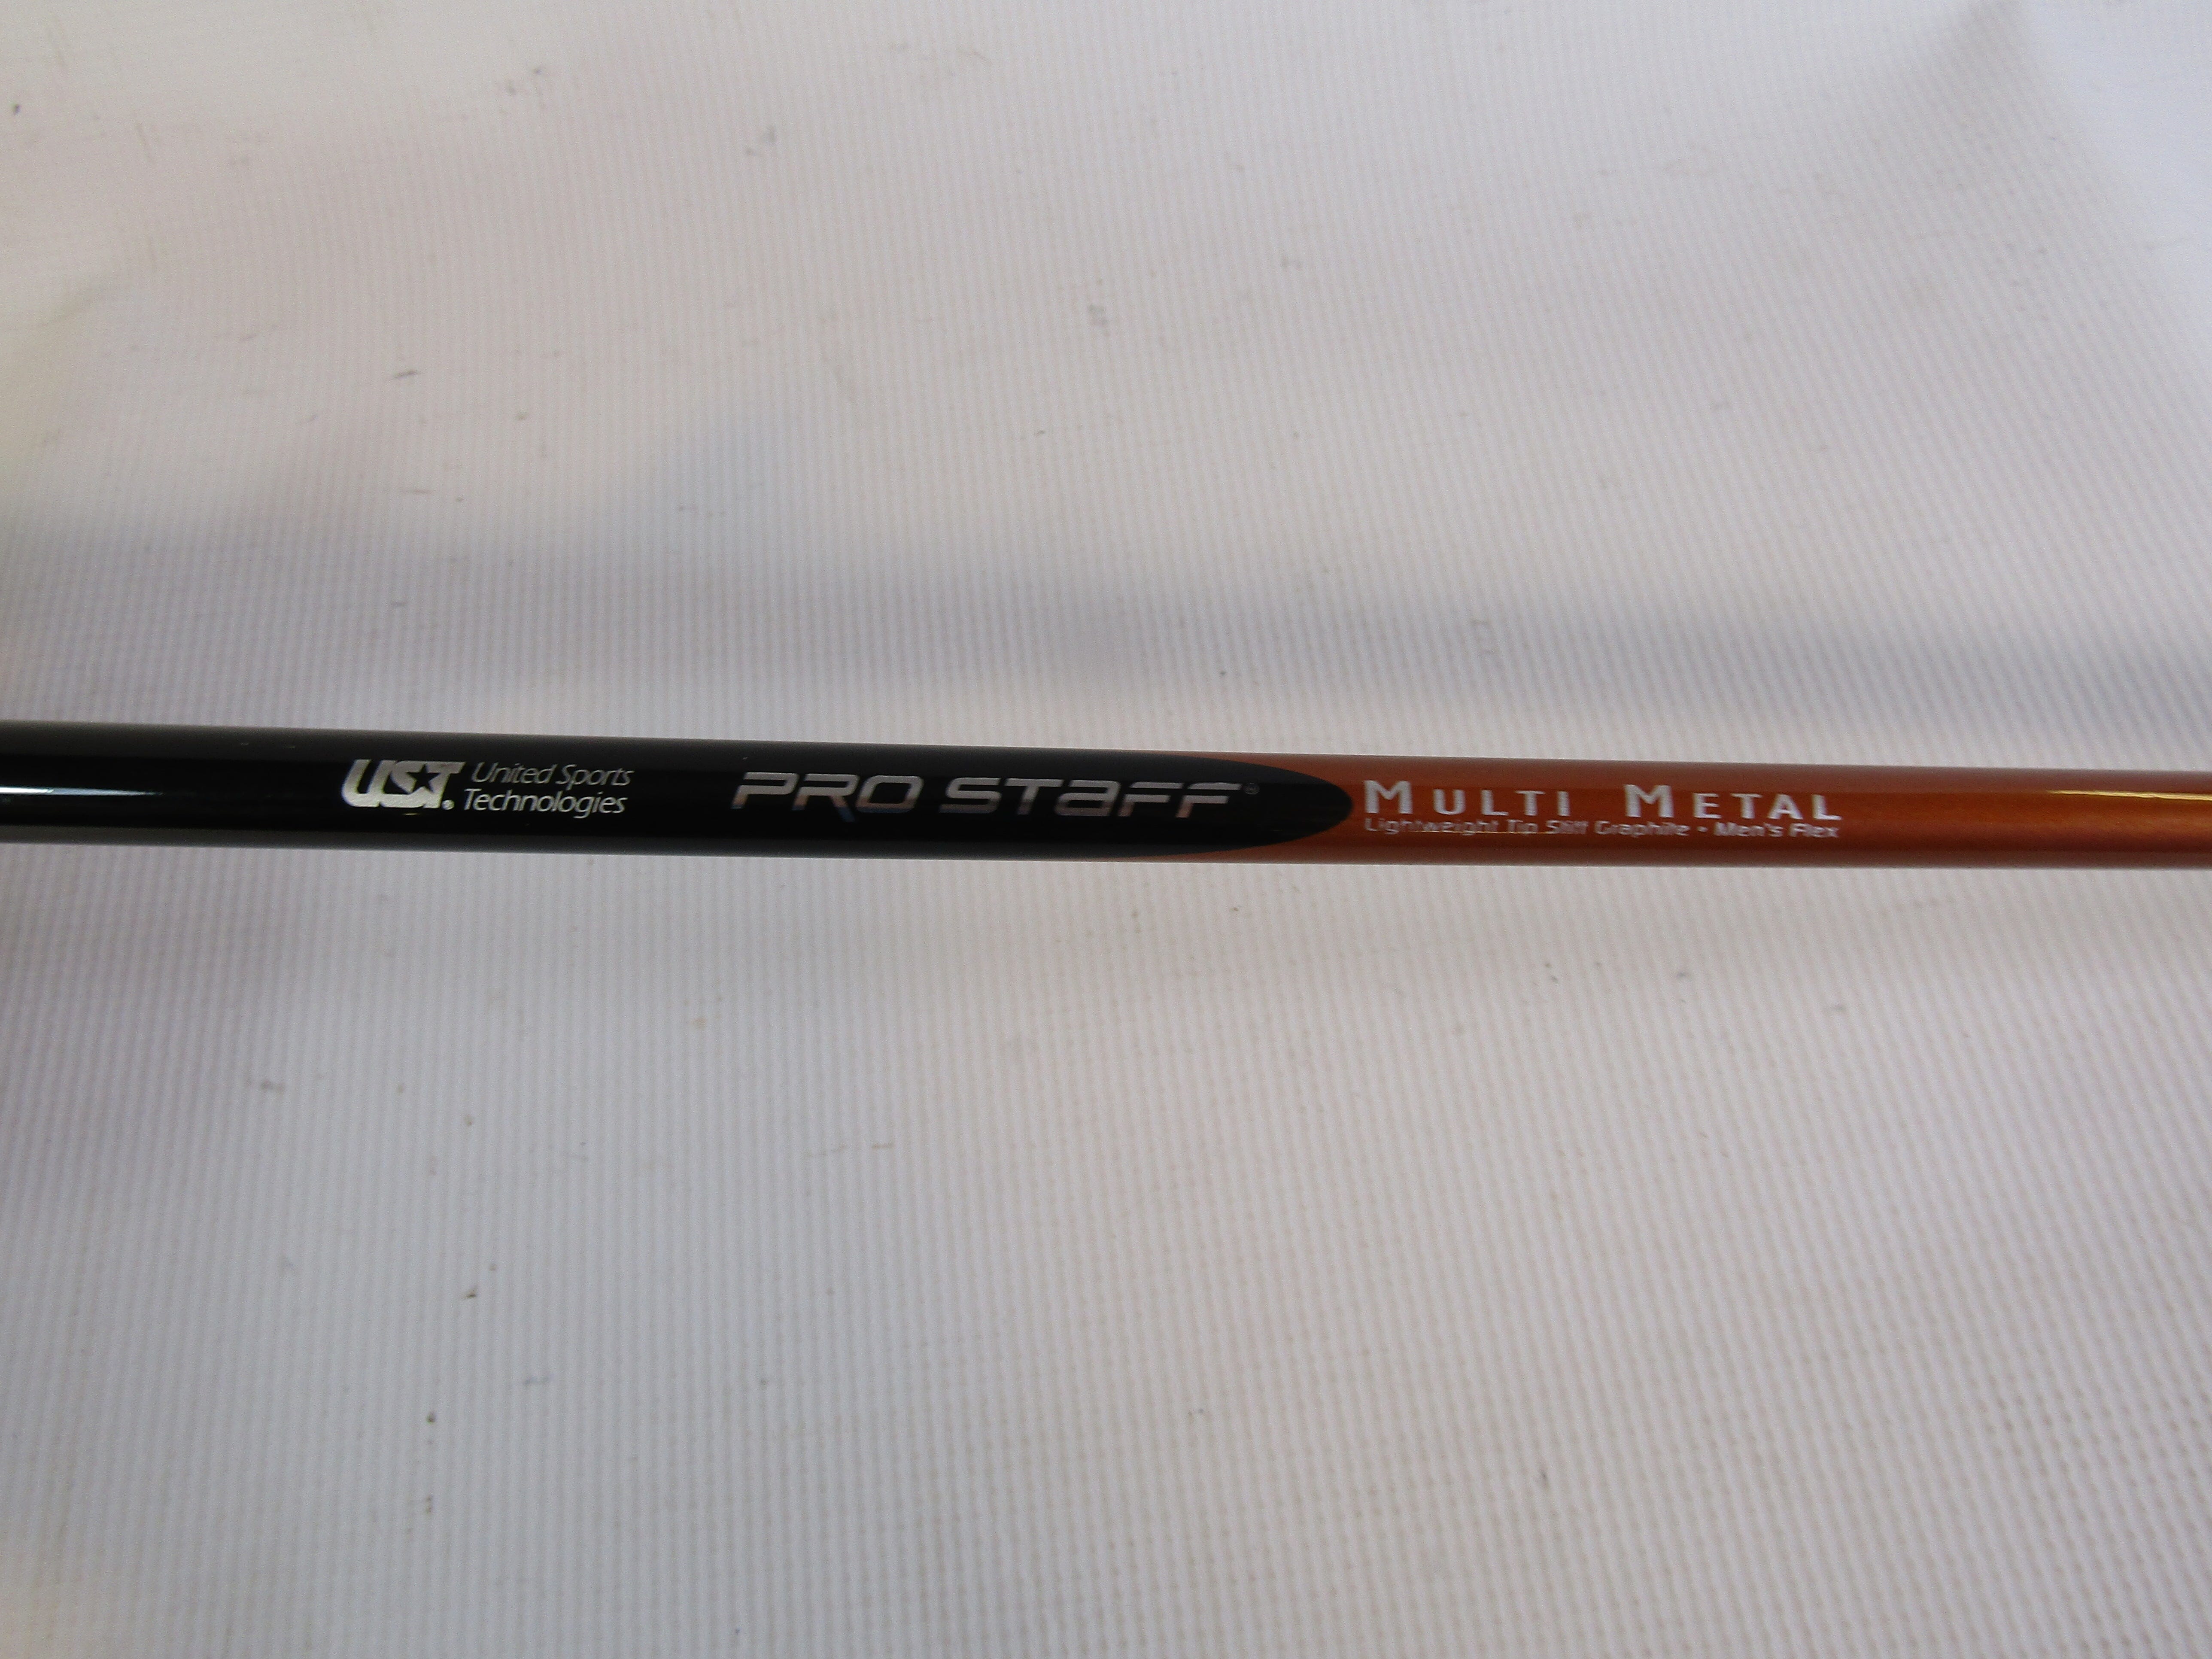 UST® United Sports
Technologies
PRO STAFF®
MULTI METAL
Lightweight Tip Stiff Graphite • Men's Flex